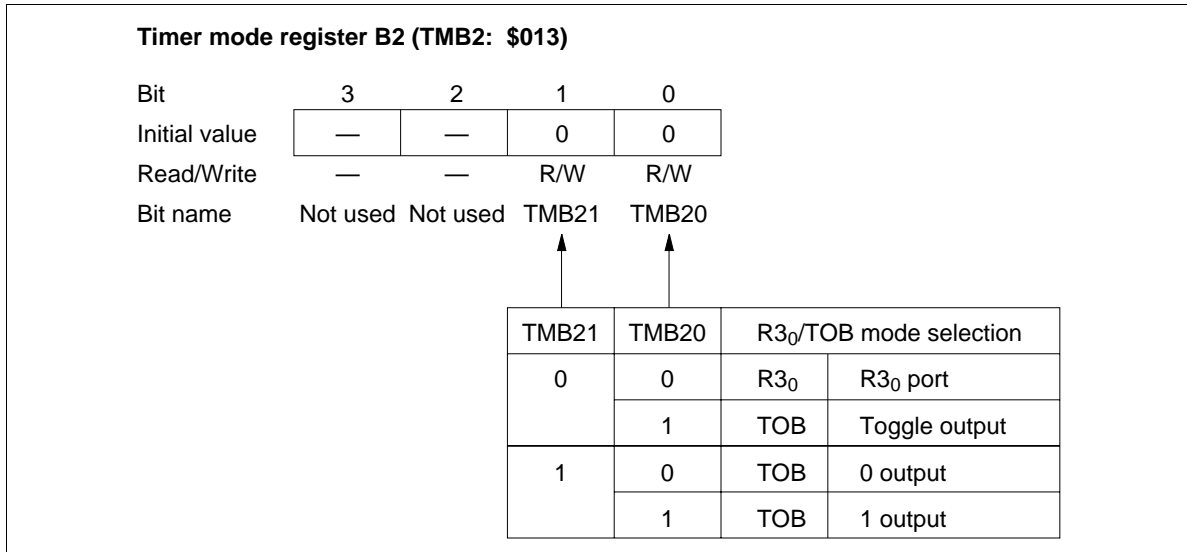 Timer mode register B2 (TMB2: $013)
Bit 3 2 1 0
Initial value — — 0 0
Read/Write — — R/W R/W
Bit name Not used Not used TMB21 TMB20
TMB21 TMB20 R3₀/TOB mode selection
0 0 R3₀ R3₀ port
1 TOB Toggle output
1 0 TOB 0 output
1 TOB 1 output